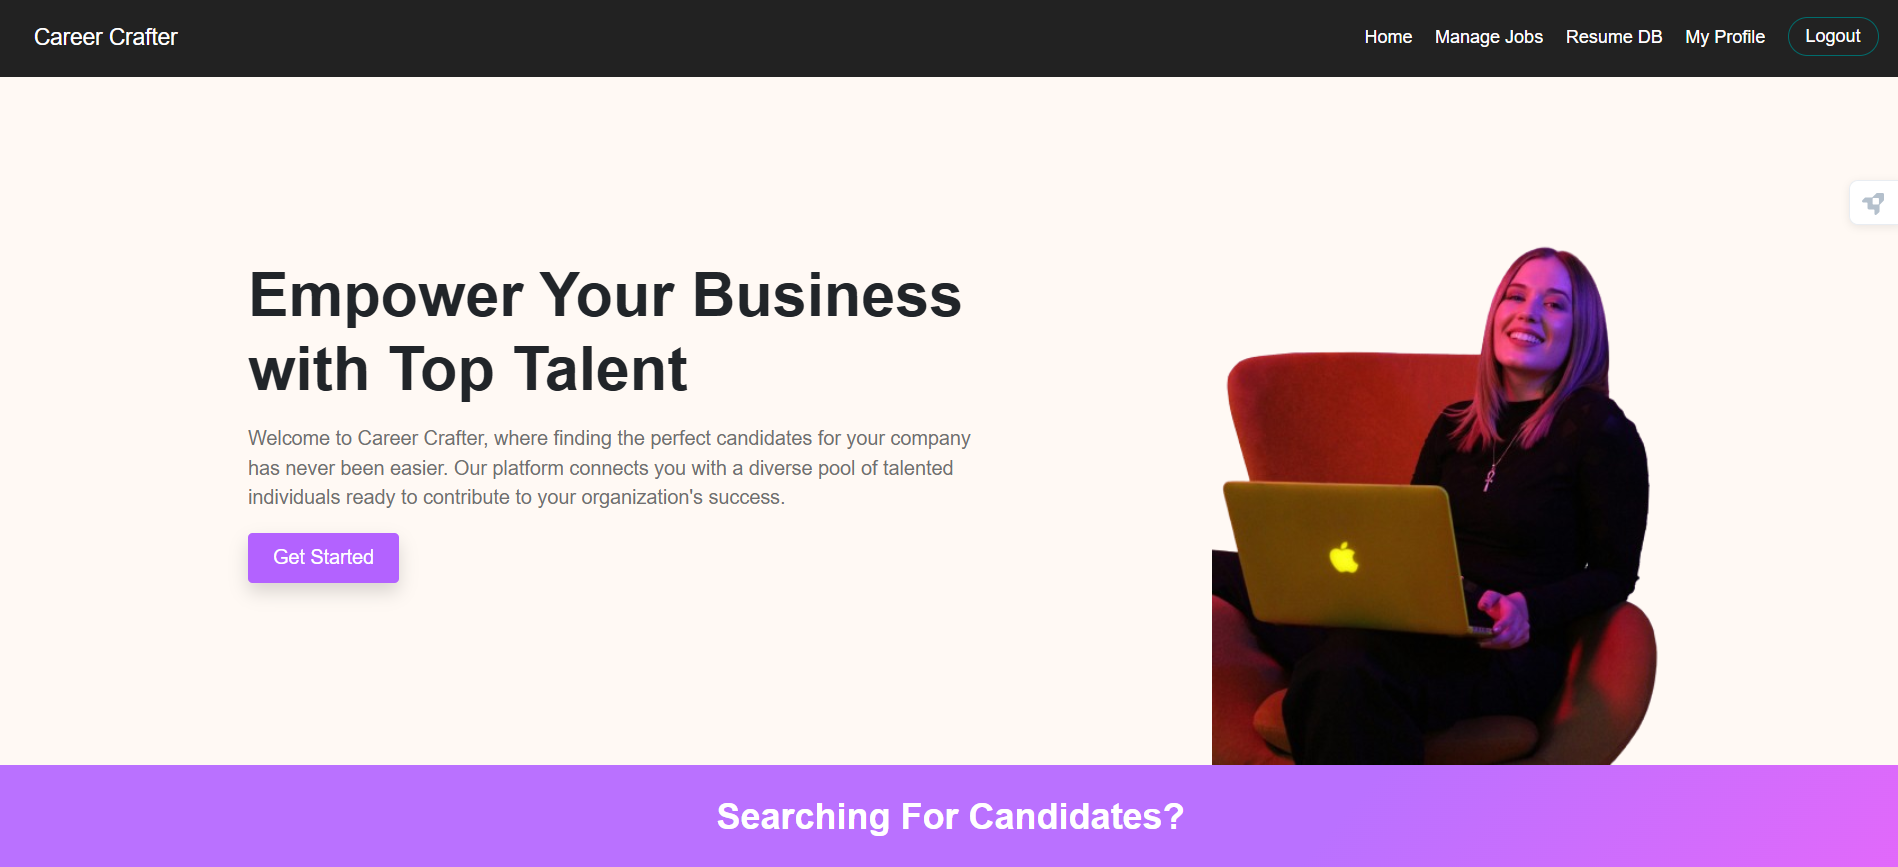 Career Crafter
Home Manage Jobs Resume DB My Profile Logout
Empower Your Business
with Top Talent
Welcome to Career Crafter, where finding the perfect candidates for your company
has never been easier. Our platform connects you with a diverse pool of talented
individuals ready to contribute to your organization's success.
Get Started
Searching For Candidates?